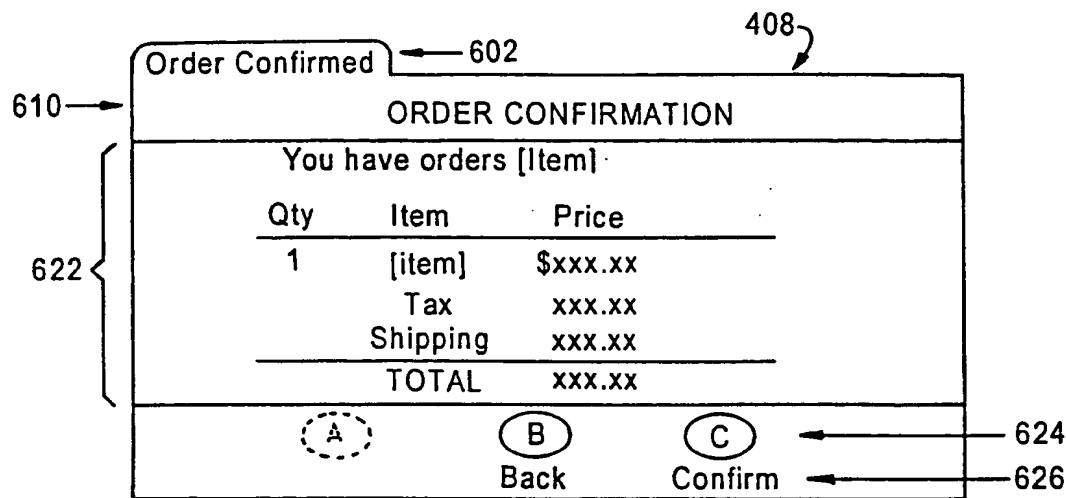 408
Order Confirmed 602
610 ORDER CONFIRMATION
You have orders [Item]
Qty Item Price
622 1 [item] $xxx.xx
Tax xxx.xx
Shipping xxx.xx
TOTAL xxx.xx
A B C 624
Back Confirm 626